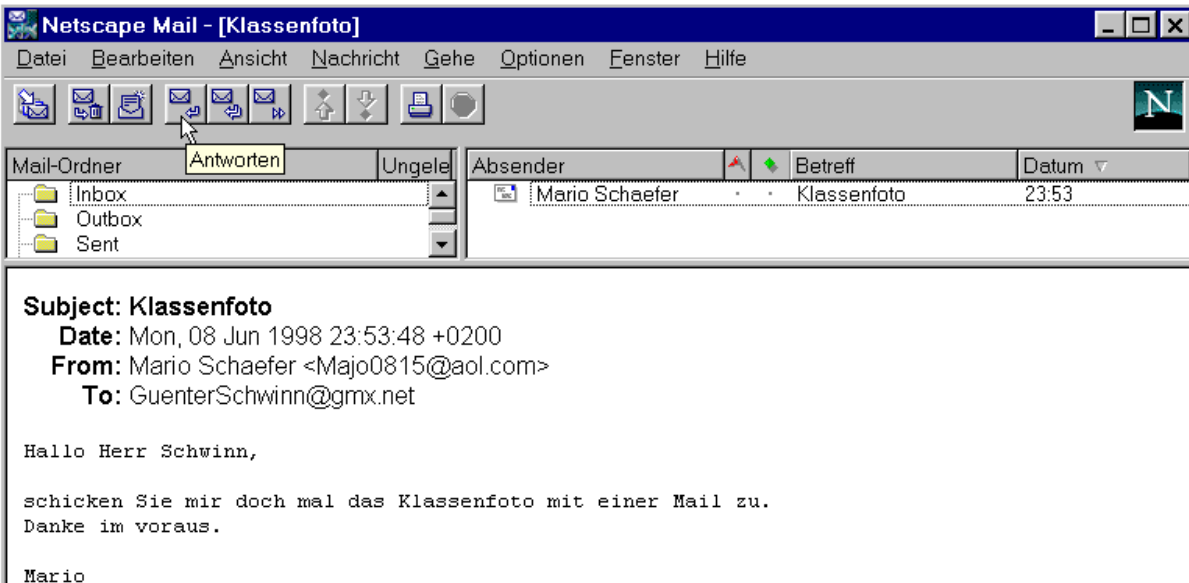 Netscape Mail - [Klassenfoto]
Datei Bearbeiten Ansicht Nachricht Gehe Optionen Fenster Hilfe
N
Antworten
Mail-Ordner Ungele Absender Betreff Datum
Inbox Mario Schaefer Klassenfoto 23:53
Outbox
Sent
Subject: Klassenfoto
Date: Mon, 08 Jun 1998 23:53:48 +0200
From: Mario Schaefer <Majo0815@aol.com>
To: GuenterSchwinn@gmx.net
Hallo Herr Schwinn,
schicken Sie mir doch mal das Klassenfoto mit einer Mail zu.
Danke im voraus.
Mario